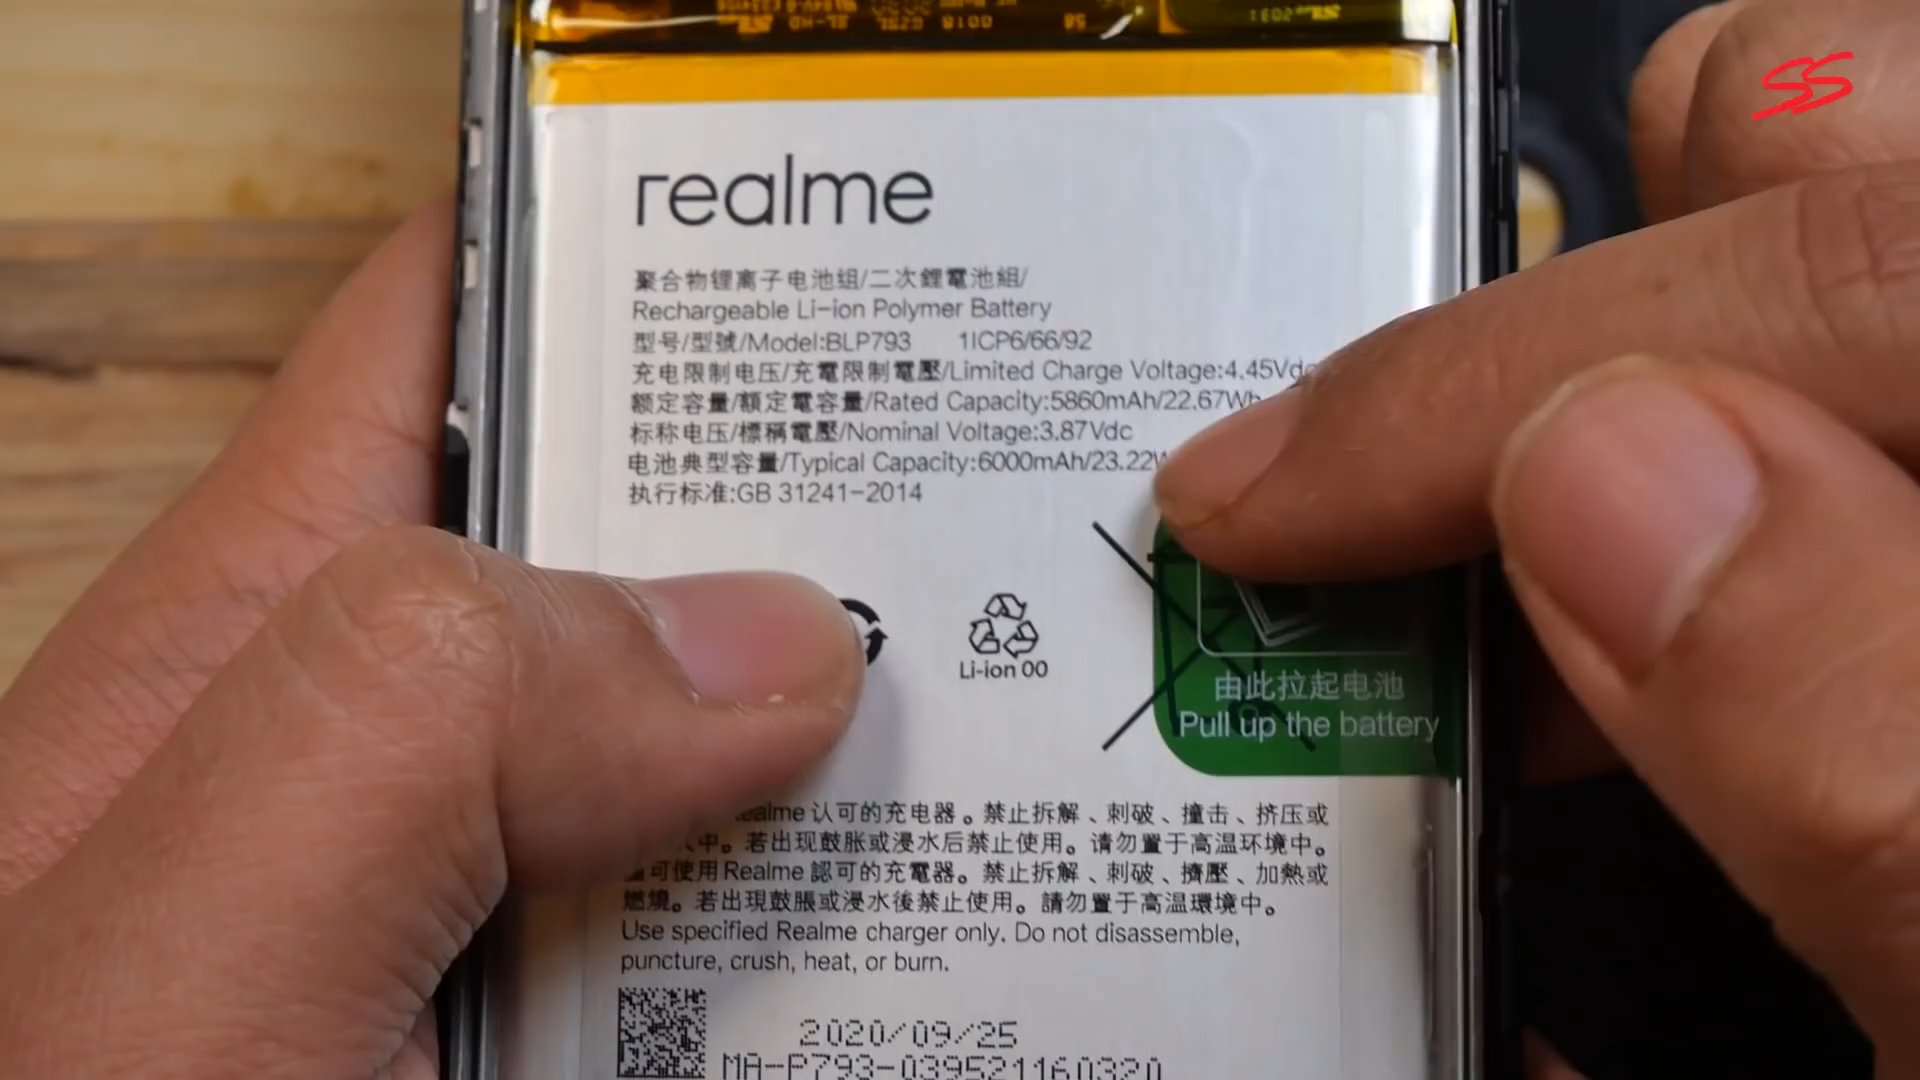 SS
realme
聚合物锂离子电池组/二次鋰電池組/
Rechargeable Li-ion Polymer Battery
型号/型號/Model:BLP793 1ICP6/66/92
充电限制电压/充電限制電壓/Limited Charge Voltage:4.45Vdc
额定容量/額定電容量/Rated Capacity:5860mAh/22.67Wh
标称电压/標稱電壓/Nominal Voltage:3.87Vdc
电池典型容量/Typical Capacity:6000mAh/23.22W
执行标准:GB 31241-2014
Li-ion 00
由此拉起电池
Pull up the battery
realme 认可的充电器。禁止拆解、刺破、撞击、挤压或
中。若出现鼓胀或浸水后禁止使用。请勿置于高温环境中。
可使用 Realme 認可的充電器。禁止拆解、刺破、擠壓、加熱或
燃燒。若出現鼓脹或浸水後禁止使用。請勿置于高温環境中。
Use specified Realme charger only. Do not disassemble,
puncture, crush, heat, or burn.
2020/09/25
MA-P793-039521160320